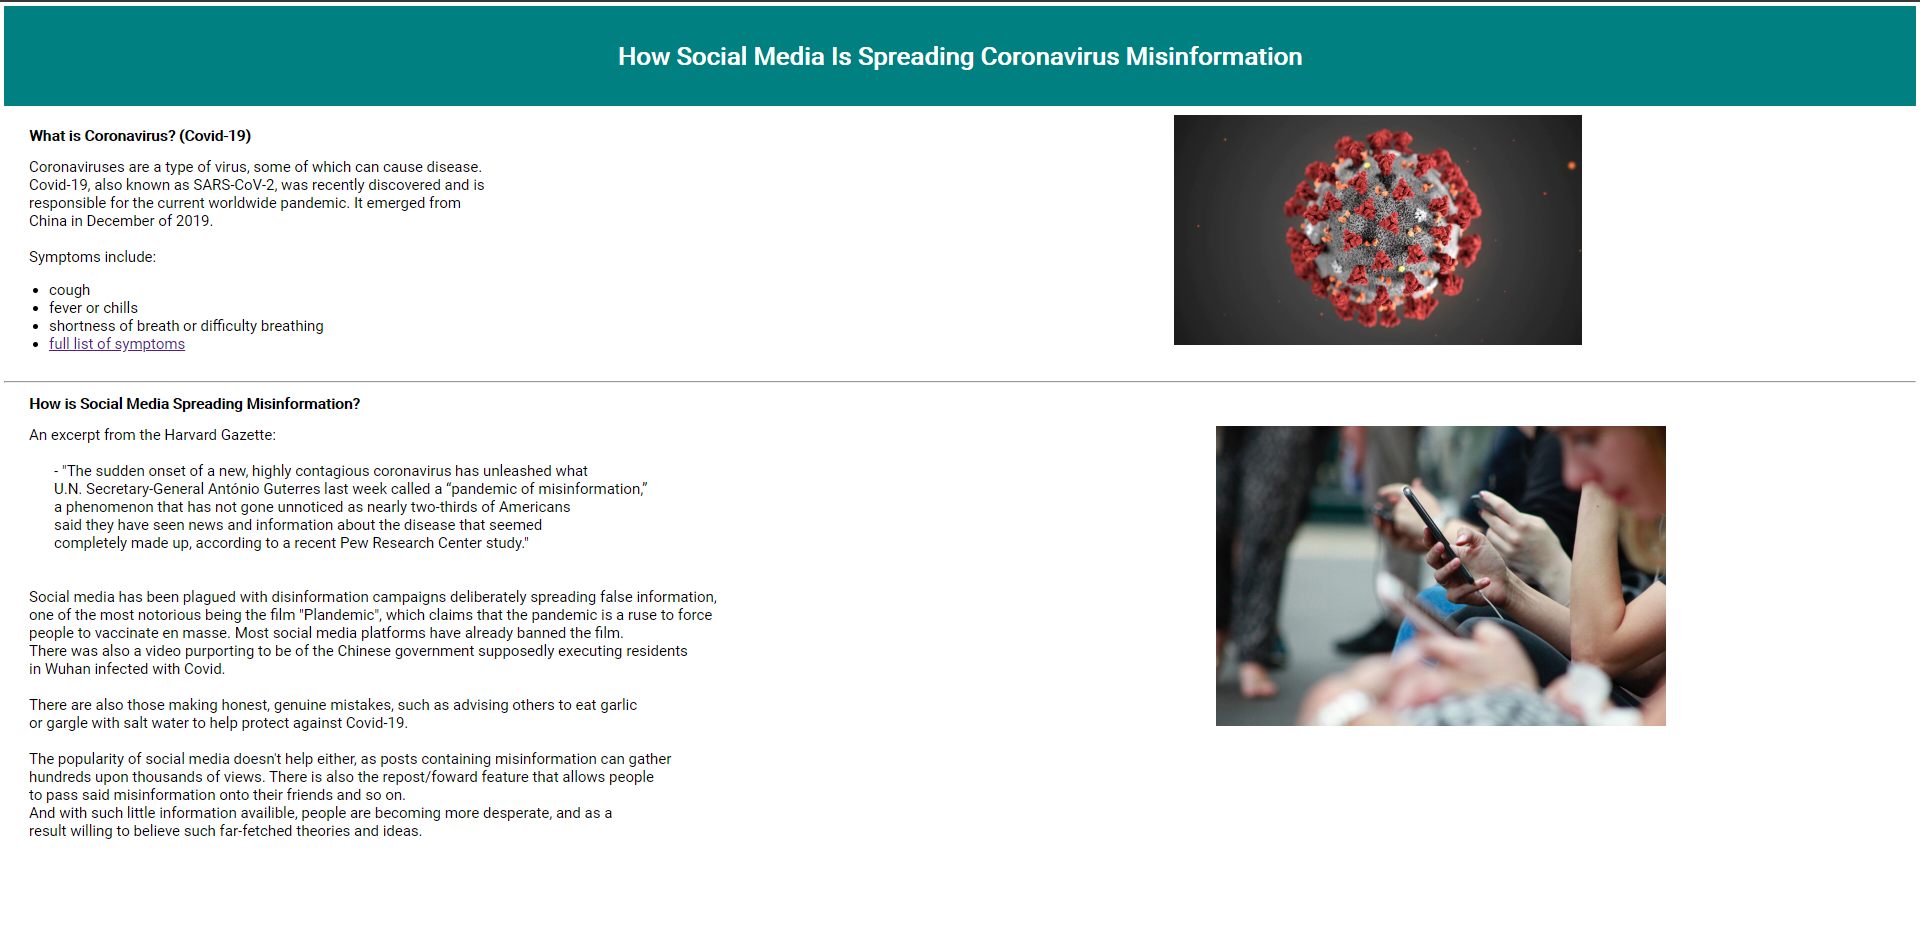 How Social Media Is Spreading Coronavirus Misinformation
What is Coronavirus? (Covid-19)
Coronaviruses are a type of virus, some of which can cause disease.
Covid-19, also known as SARS-CoV-2, was recently discovered and is
responsible for the current worldwide pandemic. It emerged from
China in December of 2019.
Symptoms include:
• cough
• fever or chills
• shortness of breath or difficulty breathing
• full list of symptoms
How is Social Media Spreading Misinformation?
An excerpt from the Harvard Gazette:
- "The sudden onset of a new, highly contagious coronavirus has unleashed what
U.N. Secretary-General António Guterres last week called a “pandemic of misinformation,”
a phenomenon that has not gone unnoticed as nearly two-thirds of Americans
said they have seen news and information about the disease that seemed
completely made up, according to a recent Pew Research Center study."
Social media has been plagued with disinformation campaigns deliberately spreading false information,
one of the most notorious being the film "Plandemic", which claims that the pandemic is a ruse to force
people to vaccinate en masse. Most social media platforms have already banned the film.
There was also a video purporting to be of the Chinese government supposedly executing residents
in Wuhan infected with Covid.
There are also those making honest, genuine mistakes, such as advising others to eat garlic
or gargle with salt water to help protect against Covid-19.
The popularity of social media doesn't help either, as posts containing misinformation can gather
hundreds upon thousands of views. There is also the repost/foward feature that allows people
to pass said misinformation onto their friends and so on.
And with such little information availible, people are becoming more desperate, and as a
result willing to believe such far-fetched theories and ideas.